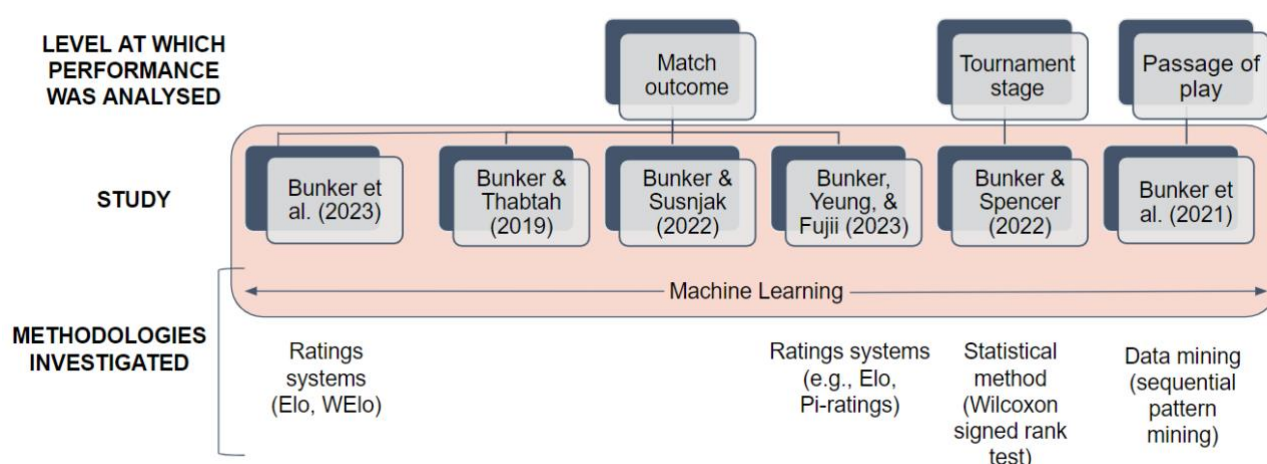 LEVEL AT WHICH
PERFORMANCE
WAS ANALYSED
Match
outcome
Tournament
stage
Passage of
play
STUDY
Bunker et
al. (2023)
Bunker &
Thabtah
(2019)
Bunker &
Susnjak
(2022)
Bunker,
Yeung, &
Fujii (2023)
Bunker &
Spencer
(2022)
Bunker et
al. (2021)
Machine Learning
METHODOLOGIES
INVESTIGATED
Ratings
systems
(Elo, WElo)
Ratings systems
(e.g., Elo,
Pi-ratings)
Statistical
method
(Wilcoxon
signed rank
test)
Data mining
(sequential
pattern
mining)